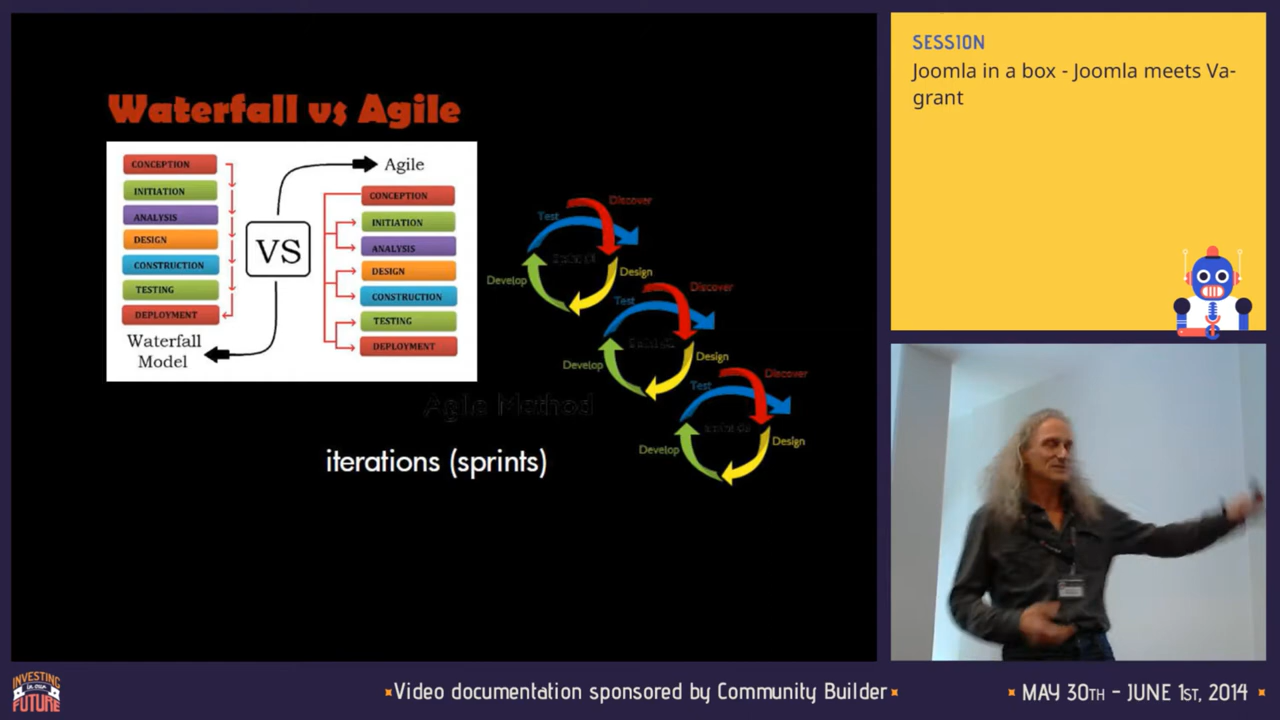 SESSION
Joomla in a box - Joomla meets Va-
grant
Waterfall vs Agile
CONCEPTION
INITIATION
ANALYSIS
DESIGN
CONSTRUCTION
TESTING
DEPLOYMENT
Waterfall
Model
VS
Agile
CONCEPTION
INITIATION
ANALYSIS
DESIGN
CONSTRUCTION
TESTING
DEPLOYMENT
Discover
Test
Design
Develop
Discover
Test
Design
Develop
Discover
Test
Design
Develop
Agile Method
iterations (sprints)
INVESTING
IN OUR
FUTURE
Video documentation sponsored by Community Builder
MAY 30TH - JUNE 1ST, 2014